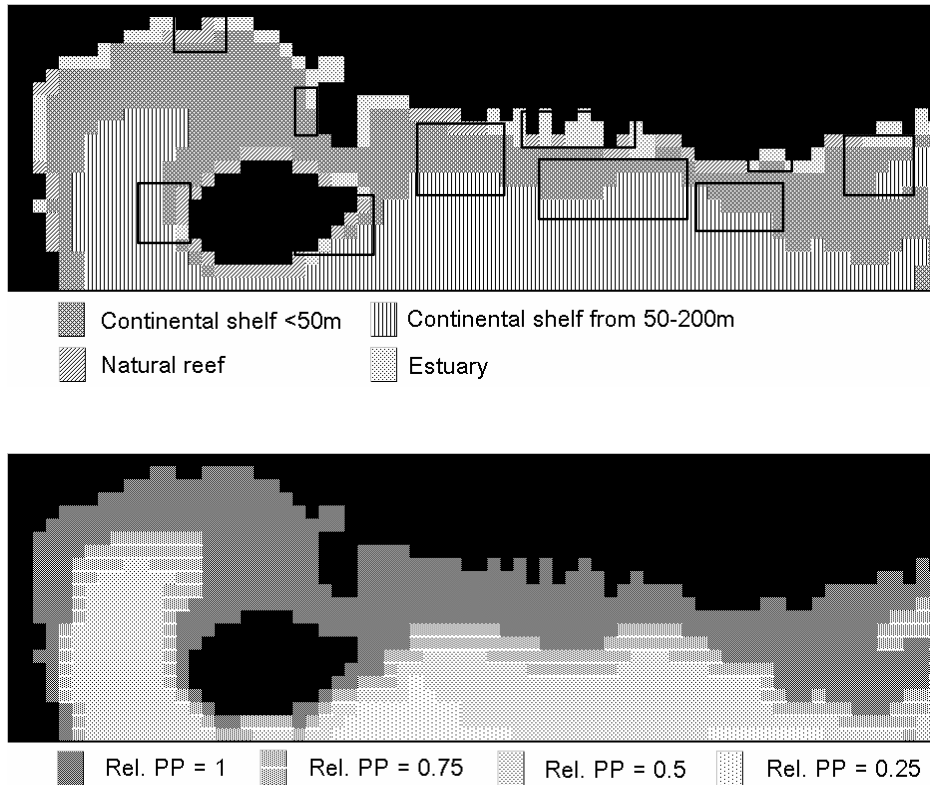 Continental shelf <50m
Continental shelf from 50-200m
Natural reef
Estuary
Rel. PP = 1
Rel. PP = 0.75
Rel. PP = 0.5
Rel. PP = 0.25